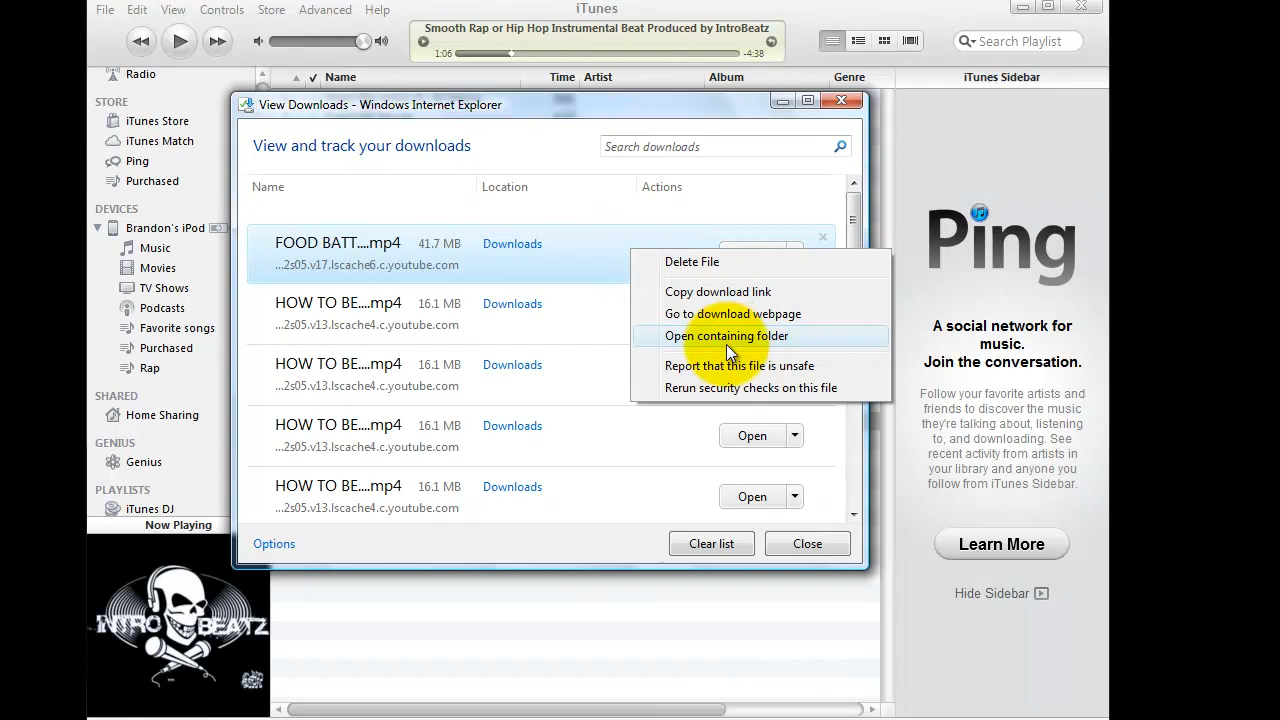 File Edit View Controls Store Advanced Help
iTunes
Smooth Rap or Hip Hop Instrumental Beat Produced by IntroBeatz
1:06 -4:38
Search Playlist
Radio
Name Time Artist Album Genre
iTunes Sidebar
STORE
iTunes Store
iTunes Match
Ping
Purchased
DEVICES
Brandon's iPod
Music
Movies
TV Shows
Podcasts
Favorite songs
Purchased
Rap
SHARED
Home Sharing
GENIUS
Genius
PLAYLISTS
iTunes DJ
Now Playing
INTRO BEATZ
View Downloads - Windows Internet Explorer
View and track your downloads
Search downloads
Name Location Actions
FOOD BATT....mp4 41.7 MB Downloads
...2s05.v17.lscache6.c.youtube.com
HOW TO BE....mp4 16.1 MB Downloads
...2s05.v13.lscache4.c.youtube.com
HOW TO BE....mp4 16.1 MB Downloads
...2s05.v13.lscache4.c.youtube.com
HOW TO BE....mp4 16.1 MB Downloads Open
...2s05.v13.lscache4.c.youtube.com
HOW TO BE....mp4 16.1 MB Downloads Open
...2s05.v13.lscache4.c.youtube.com
Options
Clear list
Close
Delete File
Copy download link
Go to download webpage
Open containing folder
Report that this file is unsafe
Rerun security checks on this file
Ping
A social network for
music.
Join the conversation.
Follow your favorite artists and
friends to discover the music
they're talking about, listening
to, and downloading. See
recent activity from artists in
your library and anyone you
follow from iTunes Sidebar.
Learn More
Hide Sidebar